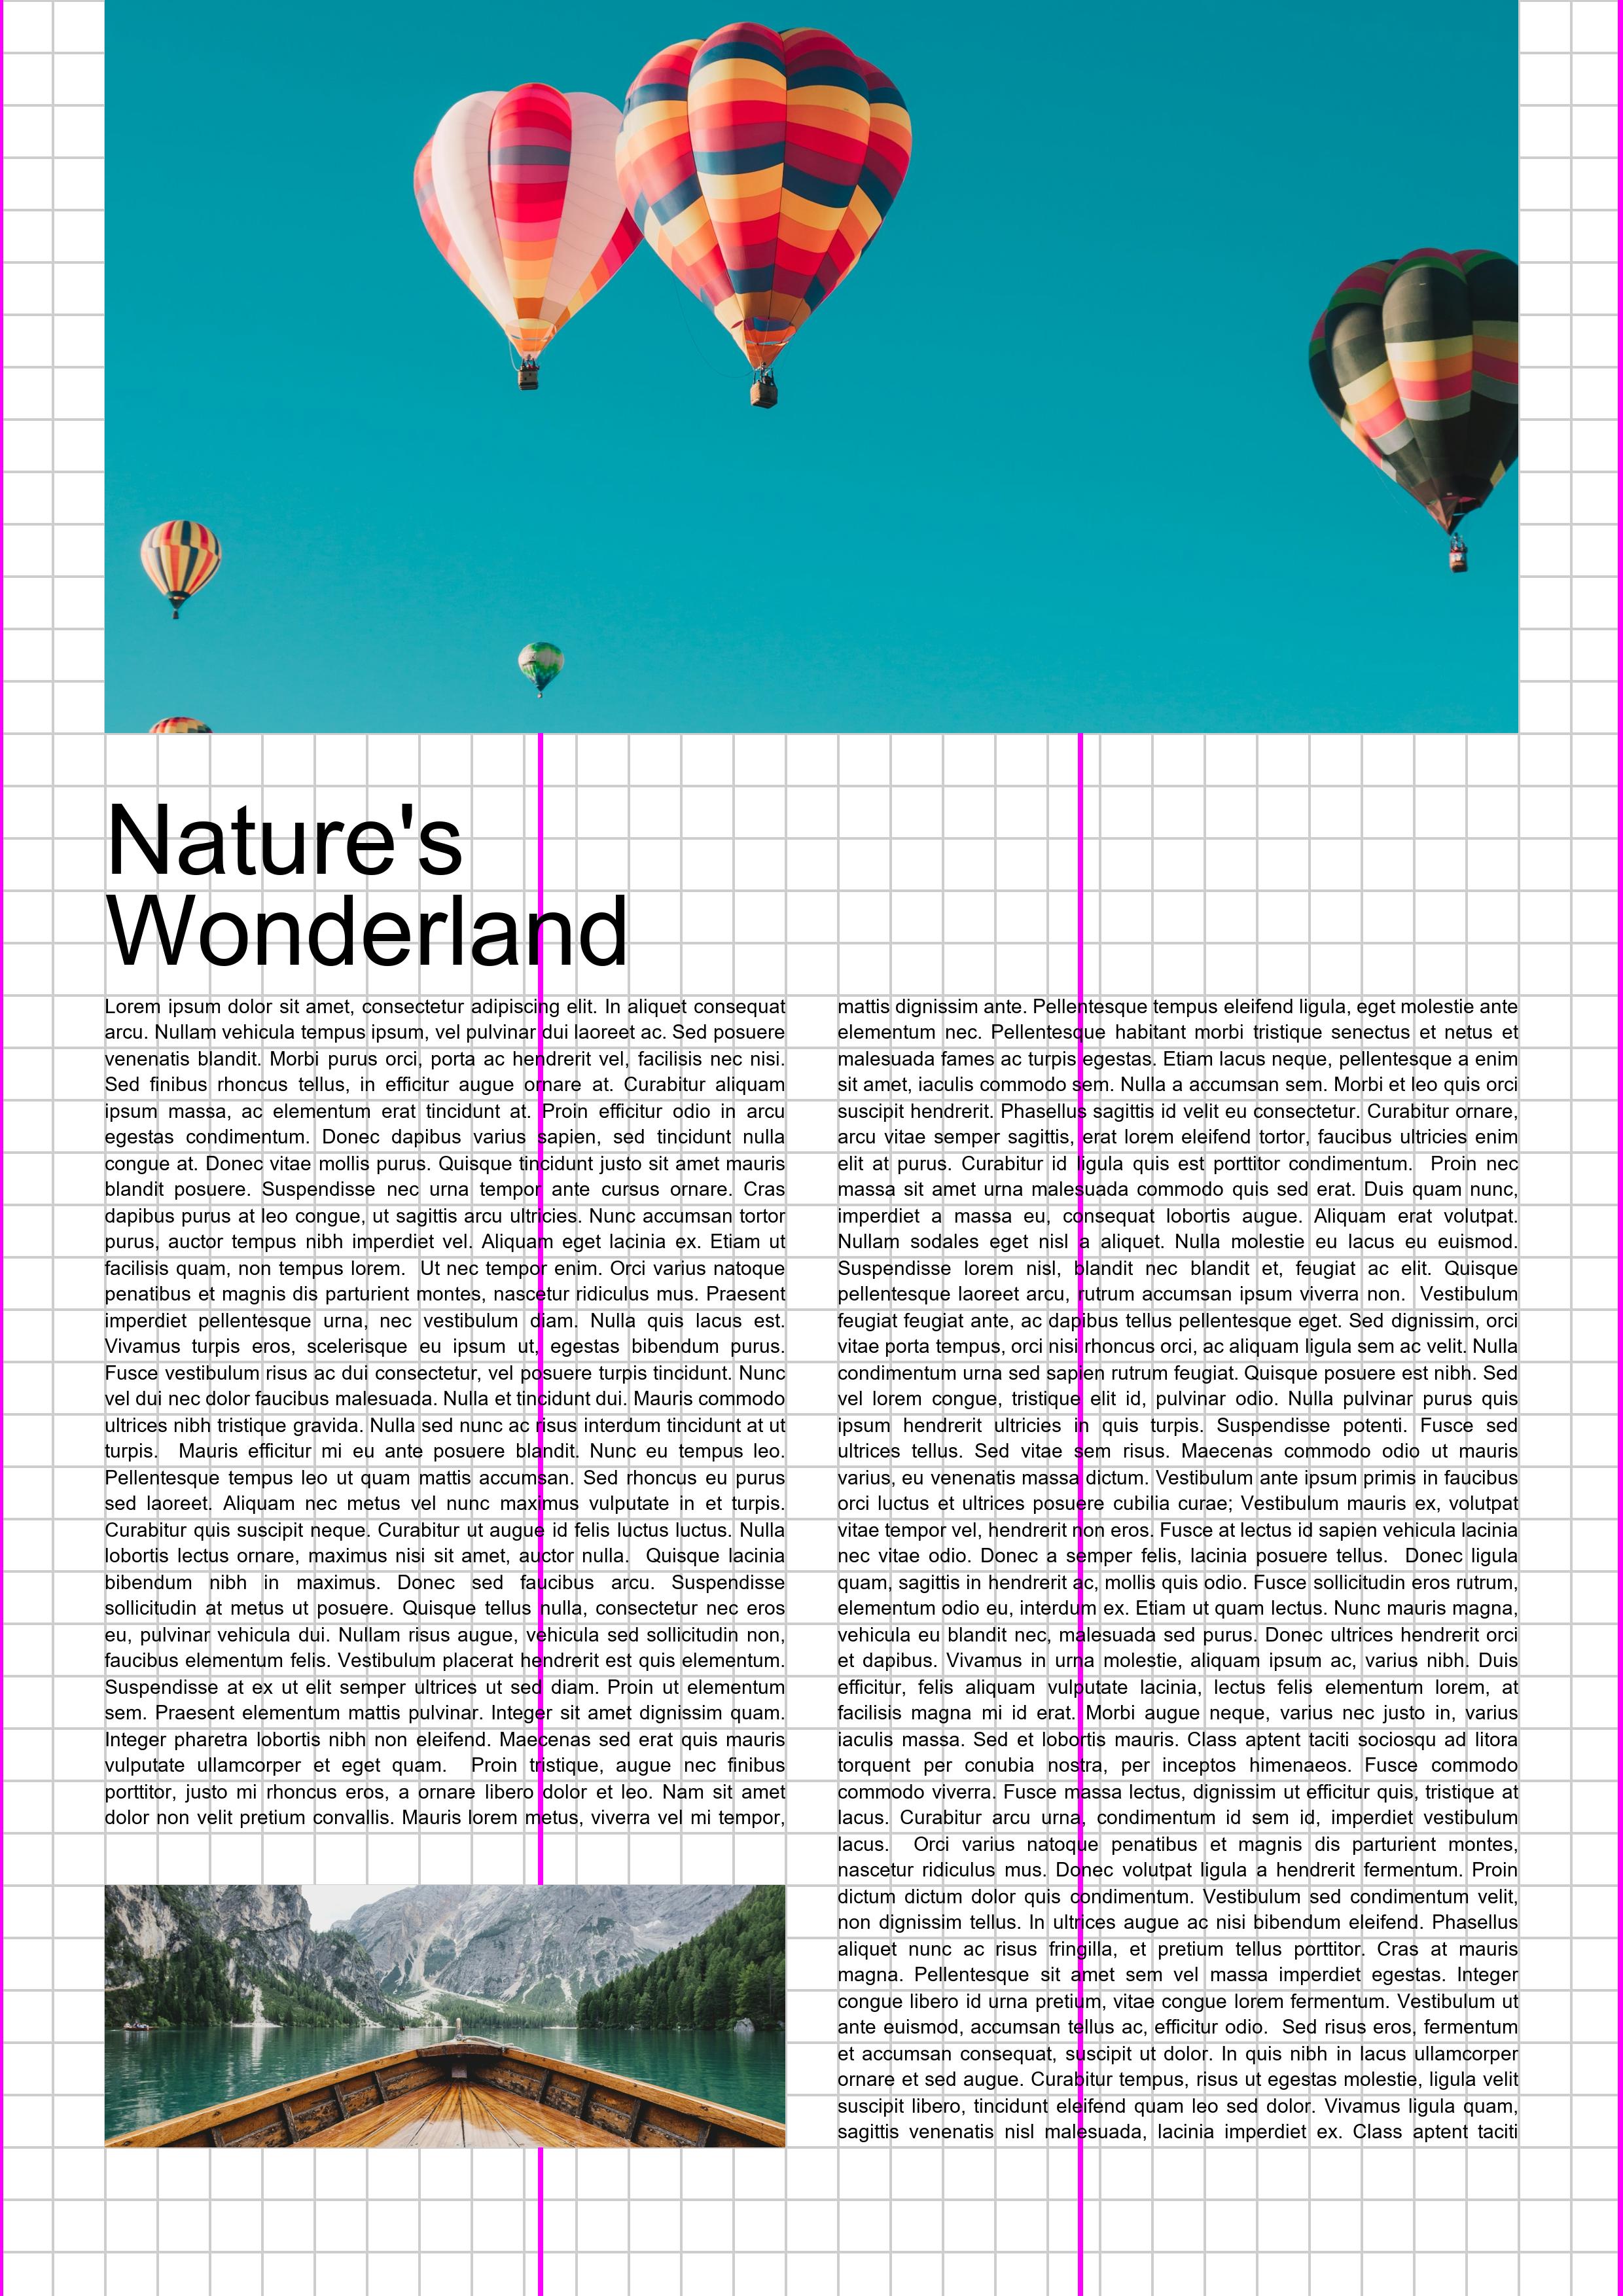 Nature's
Wonderland
Lorem ipsum dolor sit amet, consectetur adipiscing elit. In aliquet consequat
arcu. Nullam vehicula tempus ipsum, vel pulvinar dui laoreet ac. Sed posuere
venenatis blandit. Morbi purus orci, porta ac hendrerit vel, facilisis nec nisi.
Sed finibus rhoncus tellus, in efficitur augue ornare at. Curabitur aliquam
ipsum massa, ac elementum erat tincidunt at. Proin efficitur odio in arcu
egestas condimentum. Donec dapibus varius sapien, sed tincidunt nulla
congue at. Donec vitae mollis purus. Quisque tincidunt justo sit amet mauris
blandit posuere. Suspendisse nec urna tempor ante cursus ornare. Cras
dapibus purus at leo congue, ut sagittis arcu ultricies. Nunc accumsan tortor
purus, auctor tempus nibh imperdiet vel. Aliquam eget lacinia ex. Etiam ut
facilisis quam, non tempus lorem.  Ut nec tempor enim. Orci varius natoque
penatibus et magnis dis parturient montes, nascetur ridiculus mus. Praesent
imperdiet pellentesque urna, nec vestibulum diam. Nulla quis lacus est.
Vivamus turpis eros, scelerisque eu ipsum ut, egestas bibendum purus.
Fusce vestibulum risus ac dui consectetur, vel posuere turpis tincidunt. Nunc
vel dui nec dolor faucibus malesuada. Nulla et tincidunt dui. Mauris commodo
ultrices nibh tristique gravida. Nulla sed nunc ac risus interdum tincidunt at ut
turpis.  Mauris efficitur mi eu ante posuere blandit. Nunc eu tempus leo.
Pellentesque tempus leo ut quam mattis accumsan. Sed rhoncus eu purus
sed laoreet. Aliquam nec metus vel nunc maximus vulputate in et turpis.
Curabitur quis suscipit neque. Curabitur ut augue id felis luctus luctus. Nulla
lobortis lectus ornare, maximus nisi sit amet, auctor nulla.  Quisque lacinia
bibendum nibh in maximus. Donec sed faucibus arcu. Suspendisse
sollicitudin at metus ut posuere. Quisque tellus nulla, consectetur nec eros
eu, pulvinar vehicula dui. Nullam risus augue, vehicula sed sollicitudin non,
faucibus elementum felis. Vestibulum placerat hendrerit est quis elementum.
Suspendisse at ex ut elit semper ultrices ut sed diam. Proin ut elementum
sem. Praesent elementum mattis pulvinar. Integer sit amet dignissim quam.
Integer pharetra lobortis nibh non eleifend. Maecenas sed erat quis mauris
vulputate ullamcorper et eget quam.  Proin tristique, augue nec finibus
porttitor, justo mi rhoncus eros, a ornare libero dolor et leo. Nam sit amet
dolor non velit pretium convallis. Mauris lorem metus, viverra vel mi tempor,
mattis dignissim ante. Pellentesque tempus eleifend ligula, eget molestie ante
elementum nec. Pellentesque habitant morbi tristique senectus et netus et
malesuada fames ac turpis egestas. Etiam lacus neque, pellentesque a enim
sit amet, iaculis commodo sem. Nulla a accumsan sem. Morbi et leo quis orci
suscipit hendrerit. Phasellus sagittis id velit eu consectetur. Curabitur ornare,
arcu vitae semper sagittis, erat lorem eleifend tortor, faucibus ultricies enim
elit at purus. Curabitur id ligula quis est porttitor condimentum.  Proin nec
massa sit amet urna malesuada commodo quis sed erat. Duis quam nunc,
imperdiet a massa eu, consequat lobortis augue. Aliquam erat volutpat.
Nullam sodales eget nisl a aliquet. Nulla molestie eu lacus eu euismod.
Suspendisse lorem nisl, blandit nec blandit et, feugiat ac elit. Quisque
pellentesque laoreet arcu, rutrum accumsan ipsum viverra non.  Vestibulum
feugiat feugiat ante, ac dapibus tellus pellentesque eget. Sed dignissim, orci
vitae porta tempus, orci nisi rhoncus orci, ac aliquam ligula sem ac velit. Nulla
condimentum urna sed sapien rutrum feugiat. Quisque posuere est nibh. Sed
vel lorem congue, tristique elit id, pulvinar odio. Nulla pulvinar purus quis
ipsum hendrerit ultricies in quis turpis. Suspendisse potenti. Fusce sed
ultrices tellus. Sed vitae sem risus. Maecenas commodo odio ut mauris
varius, eu venenatis massa dictum. Vestibulum ante ipsum primis in faucibus
orci luctus et ultrices posuere cubilia curae; Vestibulum mauris ex, volutpat
vitae tempor vel, hendrerit non eros. Fusce at lectus id sapien vehicula lacinia
nec vitae odio. Donec a semper felis, lacinia posuere tellus.  Donec ligula
quam, sagittis in hendrerit ac, mollis quis odio. Fusce sollicitudin eros rutrum,
elementum odio eu, interdum ex. Etiam ut quam lectus. Nunc mauris magna,
vehicula eu blandit nec, malesuada sed purus. Donec ultrices hendrerit orci
et dapibus. Vivamus in urna molestie, aliquam ipsum ac, varius nibh. Duis
efficitur, felis aliquam vulputate lacinia, lectus felis elementum lorem, at
facilisis magna mi id erat. Morbi augue neque, varius nec justo in, varius
iaculis massa. Sed et lobortis mauris. Class aptent taciti sociosqu ad litora
torquent per conubia nostra, per inceptos himenaeos. Fusce commodo
commodo viverra. Fusce massa lectus, dignissim ut efficitur quis, tristique at
lacus. Curabitur arcu urna, condimentum id sem id, imperdiet vestibulum
lacus.  Orci varius natoque penatibus et magnis dis parturient montes,
nascetur ridiculus mus. Donec volutpat ligula a hendrerit fermentum. Proin
dictum dictum dolor quis condimentum. Vestibulum sed condimentum velit,
non dignissim tellus. In ultrices augue ac nisi bibendum eleifend. Phasellus
aliquet nunc ac risus fringilla, et pretium tellus porttitor. Cras at mauris
magna. Pellentesque sit amet sem vel massa imperdiet egestas. Integer
congue libero id urna pretium, vitae congue lorem fermentum. Vestibulum ut
ante euismod, accumsan tellus ac, efficitur odio.  Sed risus eros, fermentum
et accumsan consequat, suscipit ut dolor. In quis nibh in lacus ullamcorper
ornare et sed augue. Curabitur tempus, risus ut egestas molestie, ligula velit
suscipit libero, tincidunt eleifend quam leo sed dolor. Vivamus ligula quam,
sagittis venenatis nisl malesuada, lacinia imperdiet ex. Class aptent taciti